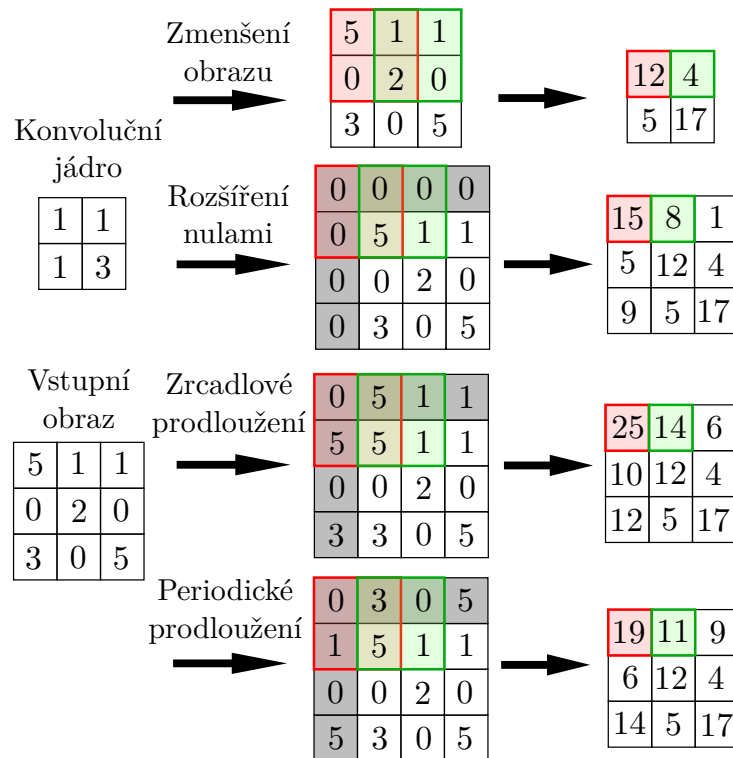 Zmenšení
obrazu
5 1 1
0 2 0
3 0 5
12 4
5 17
Konvoluční
jádro
1 1
1 3
Rozšíření
nulami
0 0 0 0
0 5 1 1
0 0 2 0
0 3 0 5
15 8 1
5 12 4
9 5 17
Vstupní
obraz
5 1 1
0 2 0
3 0 5
Zrcadlové
prodloužení
0 5 1 1
5 5 1 1
0 0 2 0
3 3 0 5
25 14 6
10 12 4
12 5 17
Periodické
prodloužení
0 3 0 5
1 5 1 1
0 0 2 0
5 3 0 5
19 11 9
6 12 4
14 5 17